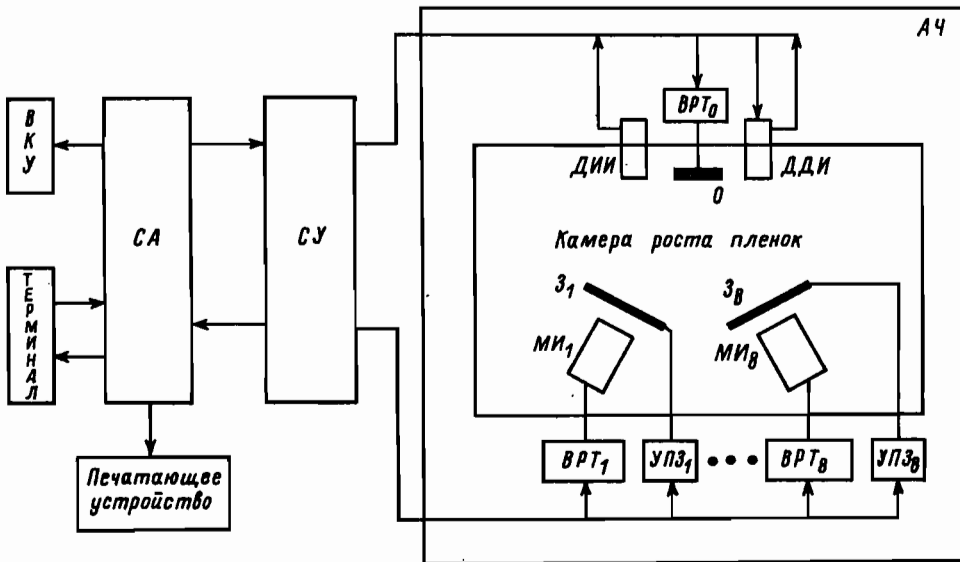 АЧ
ВКУ
СА
СУ
ВРТ₀
ДИИ
ДДИ
О
Камера роста пленок
З₁
З₈
МИ₁
МИ₈
ТЕРМИНАЛ
ВРТ₁
УПЗ₁
• • •
ВРТ₈
УПЗ₈
Печатающее
устройство